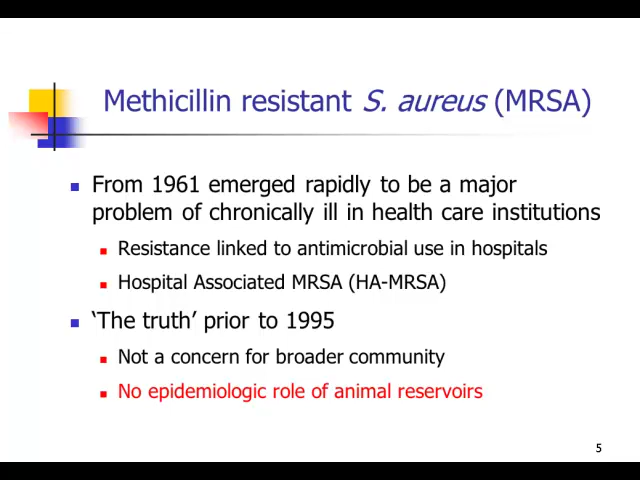 Methicillin resistant S. aureus (MRSA)
From 1961 emerged rapidly to be a major
problem of chronically ill in health care institutions
Resistance linked to antimicrobial use in hospitals
Hospital Associated MRSA (HA-MRSA)
‘The truth’ prior to 1995
Not a concern for broader community
No epidemiologic role of animal reservoirs
5